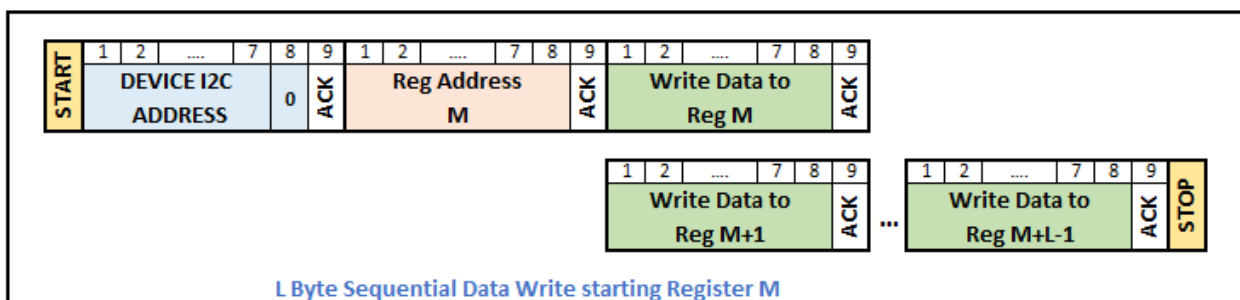 START
1 2 .... 7 8 9 1 2 .... 7 8 9 1 2 .... 7 8 9
DEVICE I2C
ADDRESS
0
ACK
Reg Address
M
ACK
Write Data to
Reg M
ACK
1 2 .... 7 8 9
Write Data to
Reg M+1
ACK
...
1 2 .... 7 8 9
Write Data to
Reg M+L-1
ACK
STOP
L Byte Sequential Data Write starting Register M